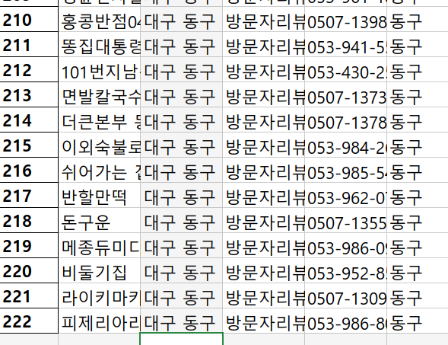 210 홍콩반점04 대구 동구 방문자리뷰 0507-1398 동구
211 똥집대통령 대구 동구 방문자리뷰 053-941-5 동구
212 101번지남 대구 동구 방문자리뷰 053-430-2 동구
213 면발칼국수 대구 동구 방문자리뷰 0507-1373 동구
214 더큰본부 대구 동구 방문자리뷰 0507-1378 동구
215 이외숙불로 대구 동구 방문자리뷰 053-984-2 동구
216 쉬어가는 대구 동구 방문자리뷰 053-985-5 동구
217 반할만떡 대구 동구 방문자리뷰 053-962-0 동구
218 돈구운 대구 동구 방문자리뷰 0507-1355 동구
219 메종듀미디 대구 동구 방문자리뷰 053-986-0 동구
220 비둘기집 대구 동구 방문자리뷰 053-952-8 동구
221 라이키마키 대구 동구 방문자리뷰 0507-1309 동구
222 피제리아리 대구 동구 방문자리뷰 053-986-8 동구